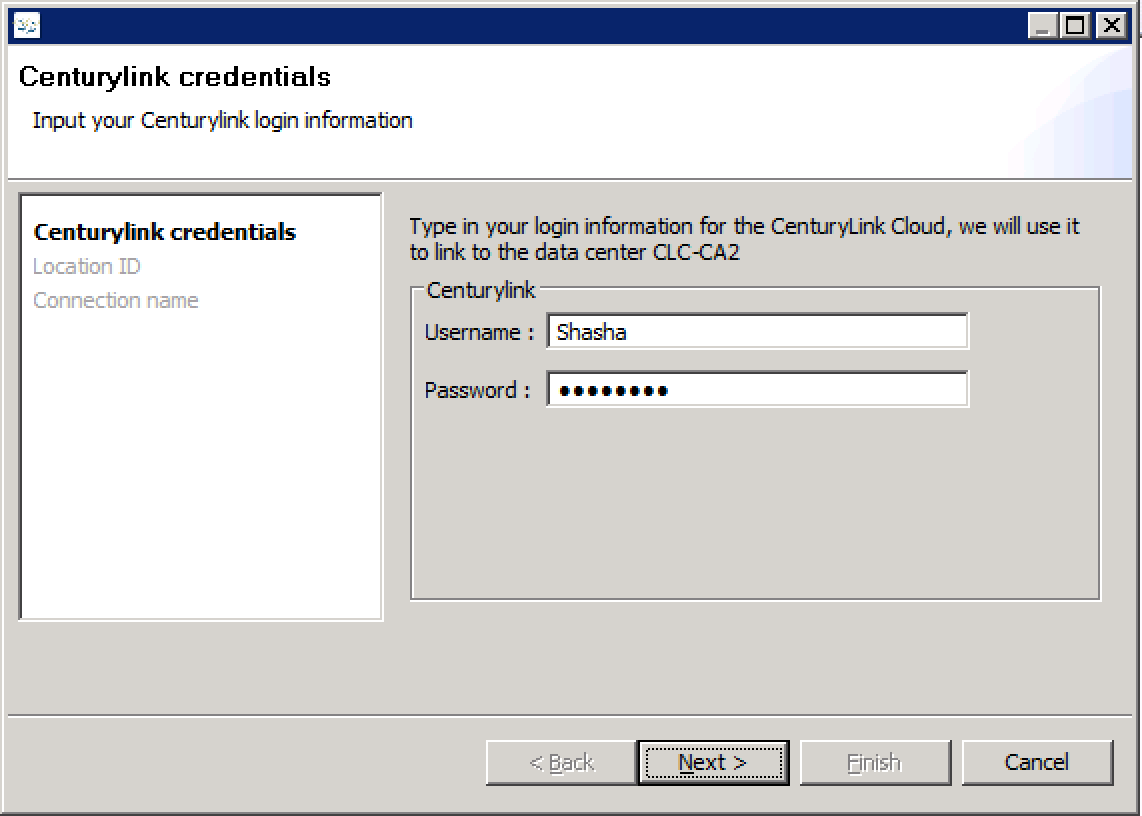 Centurylink credentials
Input your Centurylink login information
Centurylink credentials
Location ID
Connection name
Type in your login information for the CenturyLink Cloud, we will use it
to link to the data center CLC-CA2
Centurylink
Username : Shasha
Password : ●●●●●●●●
< Back Next > Finish Cancel